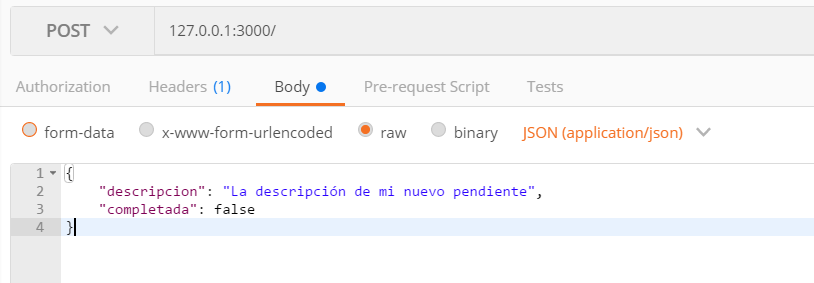 POST 127.0.0.1:3000/
Authorization Headers (1) Body Pre-request Script Tests
form-data x-www-form-urlencoded raw binary JSON (application/json)
1 {
2 "descripcion": "La descripción de mi nuevo pendiente",
3 "completada": false
4 }